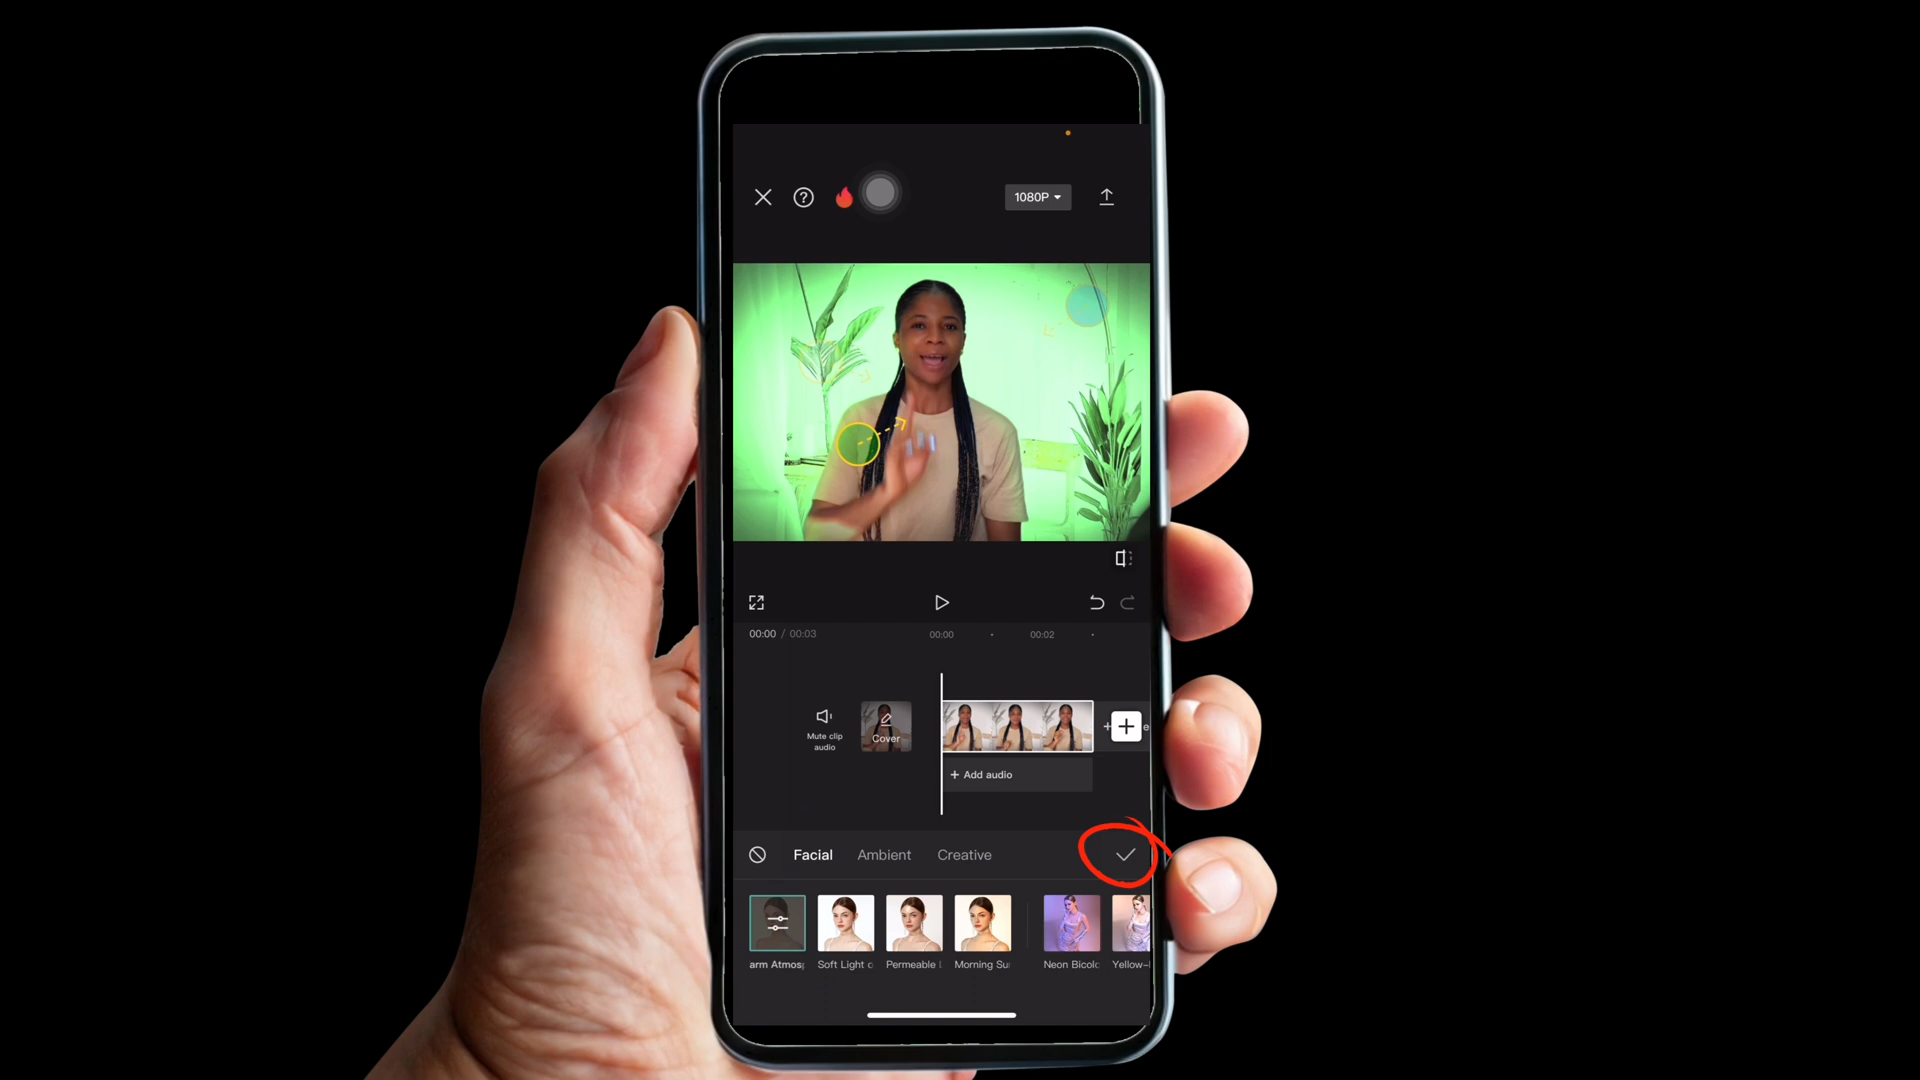 1080P
00:00 / 00:03
00:00
00:02
Mute clip
audio
Cover
+ Add audio
Facial
Ambient
Creative
arm Atmos
Soft Light
Permeable
Morning Su
Neon Bicolo
Yellow-